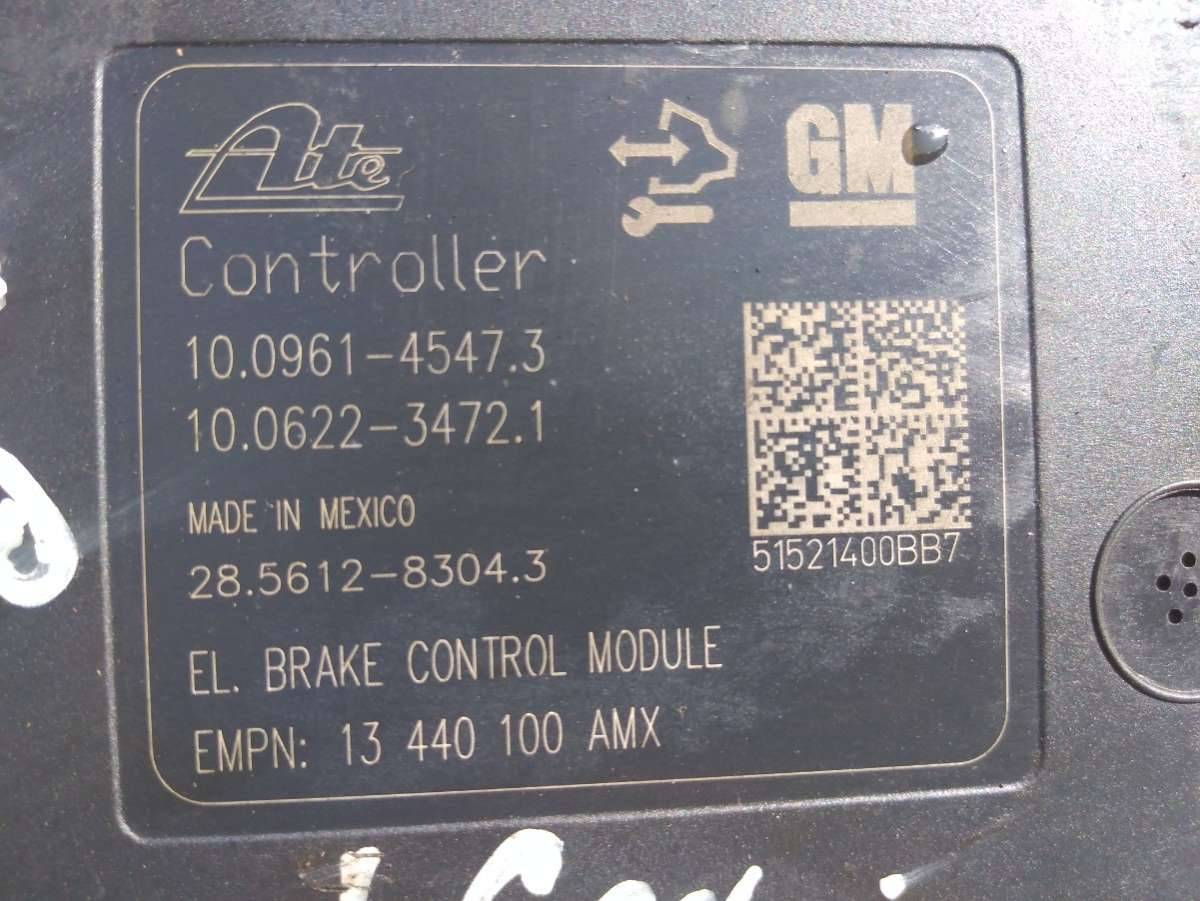 Ate
GM
Controller
10.0961-4547.3
10.0622-3472.1
MADE IN MEXICO
51521400BB7
28.5612-8304.3
EL. BRAKE CONTROL MODULE
EMPN: 13 440 100 AMX